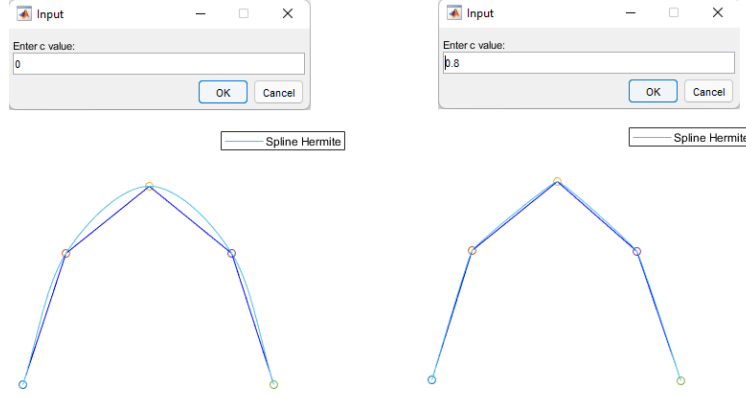 Input
Enter c value:
0
OK Cancel
Spline Hermite
Input
Enter c value:
0.8
OK Cancel
Spline Hermite